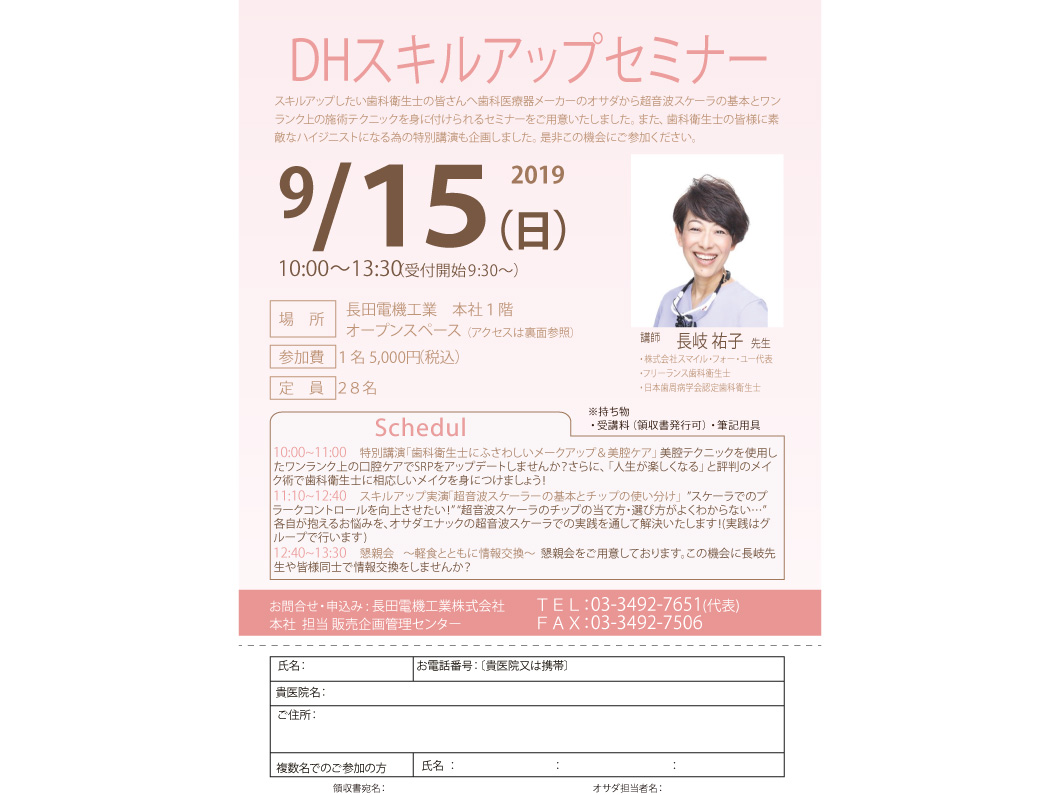 DHスキルアップセミナー
スキルアップしたい歯科衛生士の皆さんへ歯科医療器メーカーのオサダから超音波スケーラの基本とワン
ランク上の施術テクニックを身に付けられるセミナーをご用意いたしました。また、歯科衛生士の皆様に素
敵なハイジニストになる為の特別講演も企画しました。是非この機会にご参加ください。
9/15 2019
(日)
10:00～13:30(受付開始9:30～)
場 所 長田電機工業 本社1階
オープンスペース (アクセスは裏面参照)
参加費 1名 5,000円(税込)
定 員 28名
講師 長岐 祐子 先生
・株式会社スマイル・フォー・ユー代表
・フリーランス歯科衛生士
・日本歯周病学会認定歯科衛生士
※持ち物
・受講料（領収書発行可）・筆記用具
Schedul
10:00~11:00 特別講演「歯科衛生士にふさわしいメークアップ＆美腔ケア」美腔テクニックを使用し
たワンランク上の口腔ケアでSRPをアップデートしませんか？さらに、「人生が楽しくなる」と評判のメイ
ク術で歯科衛生士に相応しいメイクを身につけましょう！
11:10~12:40 スキルアップ実演「超音波スケーラーの基本とチップの使い分け」 “スケーラでのプ
ラークコントロールを向上させたい！” “超音波スケーラのチップの当て方・選び方がよくわからない…”
各自が抱えるお悩みを、オサダエナックの超音波スケーラでの実践を通して解決いたします！(実践はグ
ループで行います)
12:40~13:30 懇親会 ～軽食とともに情報交換～ 懇親会をご用意しております。この機会に長岐先
生や皆様同士で情報交換をしませんか？
お問合せ・申込み：長田電機工業株式会社 ＴＥＬ：03-3492-7651(代表)
本社 担当 販売企画管理センター ＦＡＸ：03-3492-7506
氏名： お電話番号：〔貴医院又は携帯〕
貴医院名：
ご住所：
複数名でのご参加の方 氏名 ： ： ：
領収書宛名： オサダ担当者名：